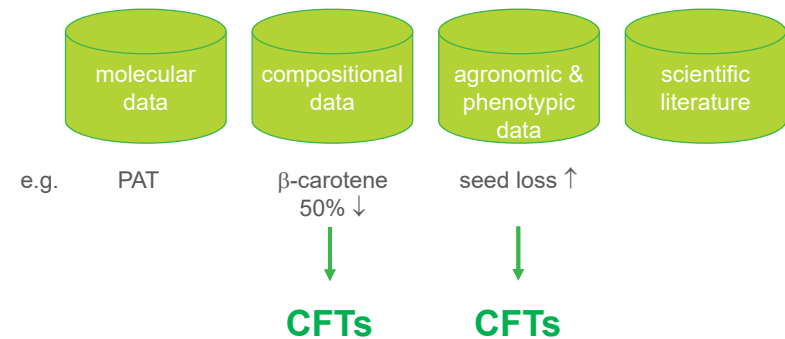 molecular
data
compositional
data
agronomic &
phenotypic
data
scientific
literature
e.g.
PAT
β-carotene
50% ↓
seed loss ↑
CFTs
CFTs